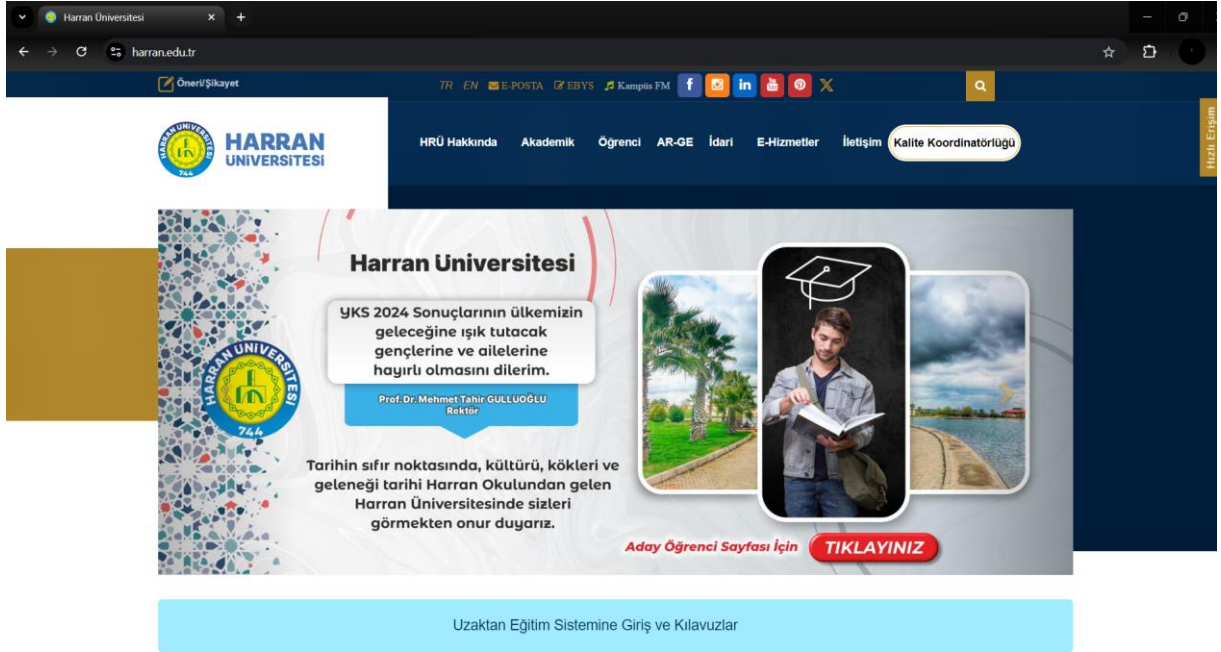 Harran Üniversitesi
harran.edu.tr
Öneri/Şikayet
TR EN E-POSTA EBYS Kampüs FM
HARRAN
ÜNİVERSİTESİ
HRÜ Hakkında Akademik Öğrenci AR-GE İdari E-Hizmetler İletişim Kalite Koordinatörlüğü
Hızlı Erişim
Harran Üniversitesi
YKS 2024 Sonuçlarının ülkemizin
geleceğine ışık tutacak
gençlerine ve ailelerine
hayırlı olmasını dilerim.
Prof. Dr. Mehmet Tahir GULLUOĞLU
Rektör
HARRAN ÜNİVERSİTESİ
744
Tarihin sıfır noktasında, kültürü, kökleri ve
geleneği tarihi Harran Okulundan gelen
Harran Üniversitesinde sizleri
görmekten onur duyarız.
Aday Öğrenci Sayfası İçin TIKLAYINIZ
Uzaktan Eğitim Sistemine Giriş ve Kılavuzlar